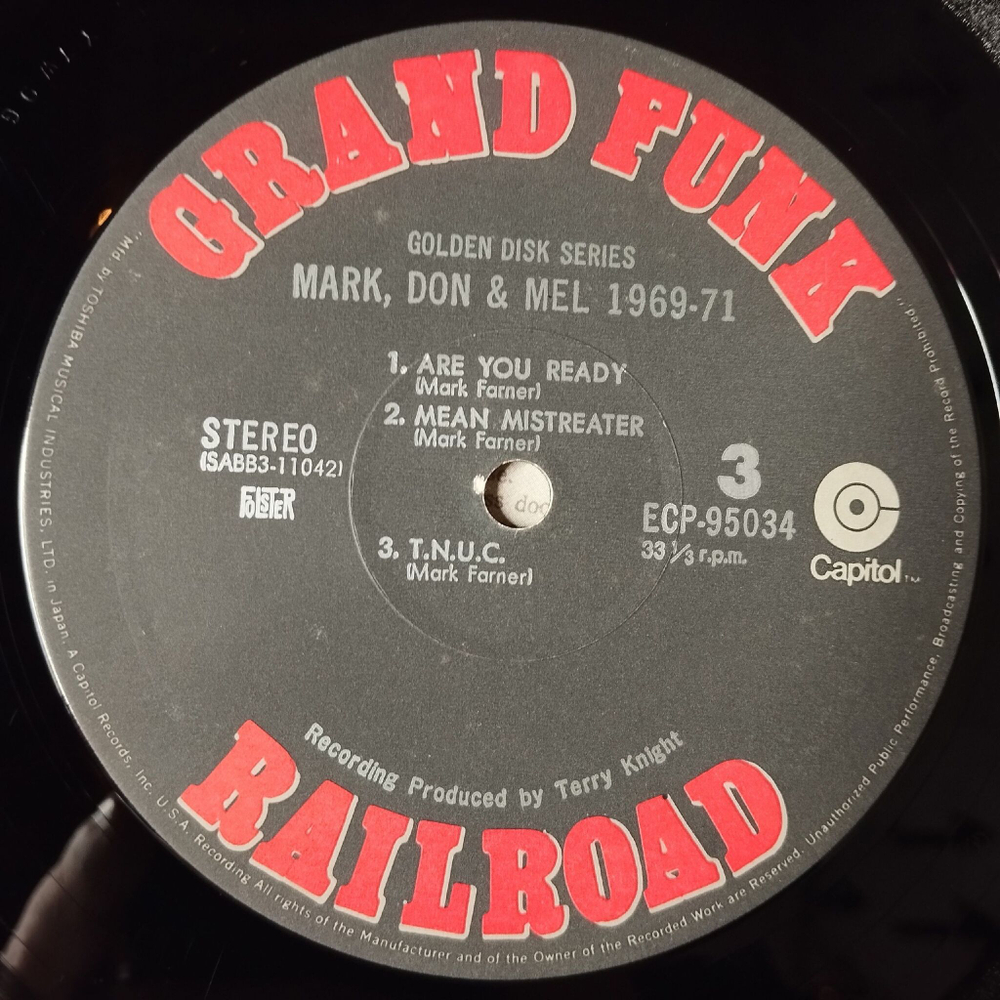 GRAND FUNK
GOLDEN DISK SERIES
MARK, DON & MEL 1969-71
1. ARE YOU READY
(Mark Farner)
2. MEAN MISTREATER
(Mark Farner)
STEREO
(SABB3-11042)
FOLSTER
3
ECP-95034
33 1/3 r.p.m.
Capitol TM
3. T.N.U.C.
(Mark Farner)
Recording Produced by Terry Knight
RAILROAD
"Mfd. by TOSHIBA MUSICAL INDUSTRIES, LTD. in Japan. A Capitol Records, Inc. U.S.A. Recording All rights of the Manufacturer and of the Owner of the Recorded Work are Reserved. Unauthorized Public Performance, Broadcasting and Copying of the Record Prohibited."